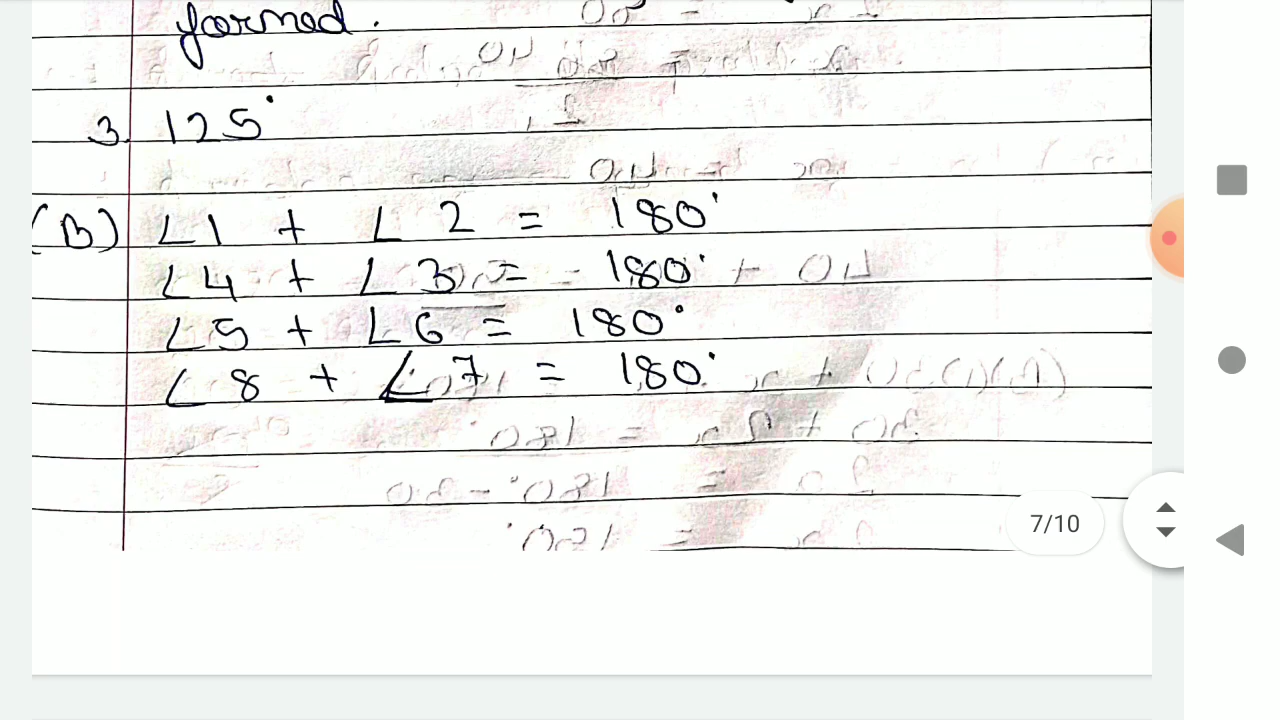 formed.
3. 125°
(B) ∠1 + ∠2 = 180°
∠4 + ∠3 = 180°
∠5 + ∠6 = 180°
∠8 + ∠7 = 180°
7/10